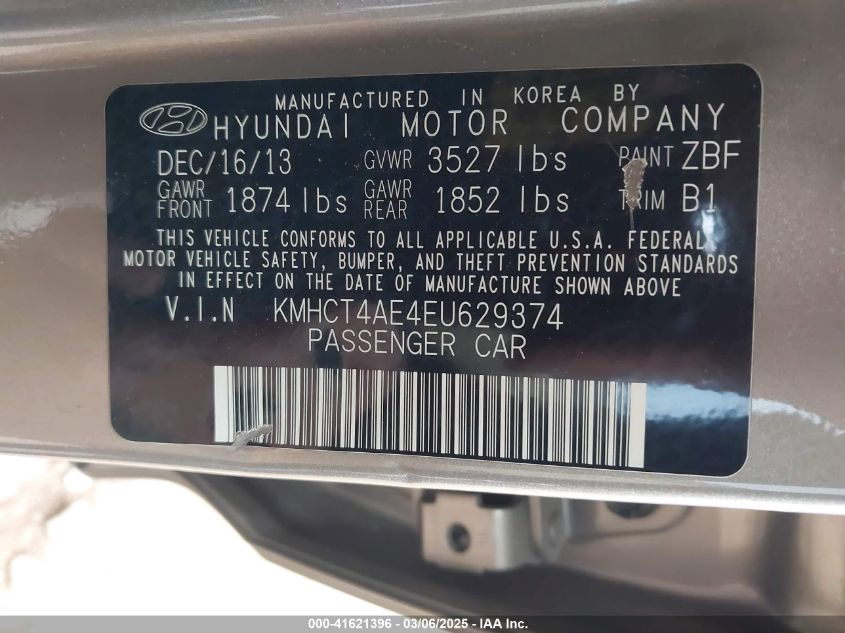 MANUFACTURED IN KOREA BY
HYUNDAI MOTOR COMPANY
DEC/16/13 GVWR 3527 lbs PAINT ZBF
GAWR FRONT 1874 lbs GAWR REAR 1852 lbs TRIM B1
THIS VEHICLE CONFORMS TO ALL APPLICABLE U.S.A. FEDERAL
MOTOR VEHICLE SAFETY, BUMPER, AND THEFT PREVENTION STANDARDS
IN EFFECT ON THE DATE OF MANUFACTURE SHOWN ABOVE
V.I.N KMHCT4AE4EU629374
PASSENGER CAR
000-41621396 - 03/06/2025 - IAA Inc.